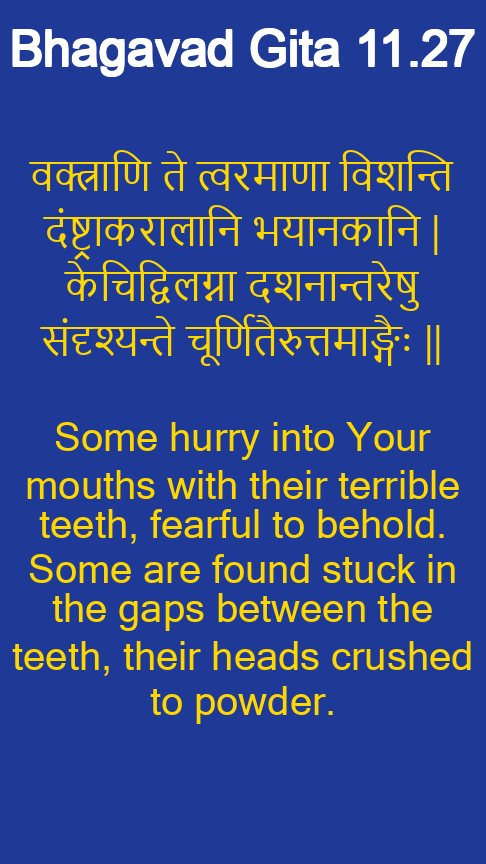 Bhagavad Gita 11.27
वक्त्राणि ते त्वरमाणा विशन्ति
दंष्ट्राकरालानि भयानकानि |
केचिद्विलग्ना दशनान्तरेषु
संदृश्यन्ते चूर्णितैरुत्तमाङ्गैः ||
Some hurry into Your
mouths with their terrible
teeth, fearful to behold.
Some are found stuck in
the gaps between the
teeth, their heads crushed
to powder.